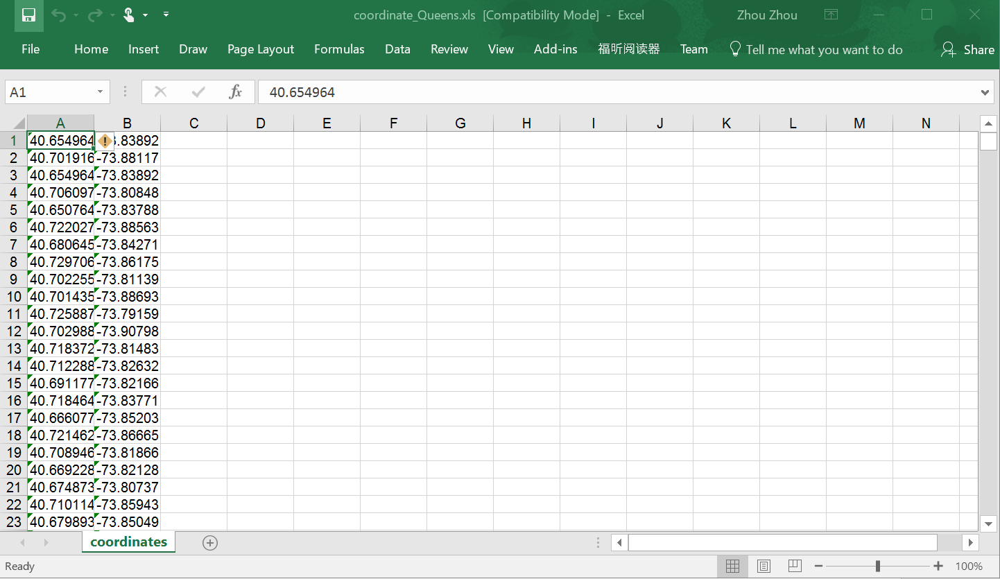 coordinate_Queens.xls [Compatibility Mode] - Excel
Zhou Zhou
File Home Insert Draw Page Layout Formulas Data Review View Add-ins 福昕阅读器 Team Tell me what you want to do Share
A1 fx 40.654964
A B C D E F G H I J K L M N
1 40.654964 .83892
2 40.701916 -73.88117
3 40.654964 -73.83892
4 40.706097 -73.80848
5 40.650764 -73.83788
6 40.722027 -73.88563
7 40.680645 -73.84271
8 40.729706 -73.86175
9 40.702255 -73.81139
10 40.701435 -73.88693
11 40.725887 -73.79159
12 40.702988 -73.90798
13 40.718372 -73.81483
14 40.712288 -73.82632
15 40.691177 -73.82166
16 40.718464 -73.83771
17 40.666077 -73.85203
18 40.721462 -73.86665
19 40.708946 -73.81866
20 40.669228 -73.82128
21 40.674873 -73.80737
22 40.710114 -73.85943
23 40.679893 -73.85049
coordinates
Ready 100%